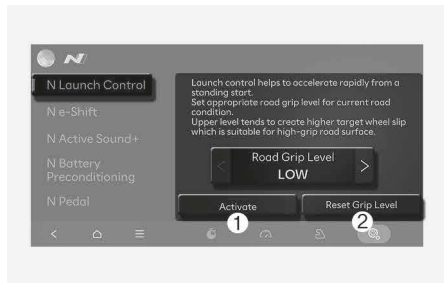 N
N Launch Control
N e-Shift
N Active Sound+
N Battery
Preconditioning
N Pedal
Launch control helps to accelerate rapidly from a
standing start.
Set appropriate road grip level for current road
condition.
Upper level tends to create higher target wheel slip
which is suitable for high-grip road surface.
< Road Grip Level >
LOW
Activate
Reset Grip Level
1
2